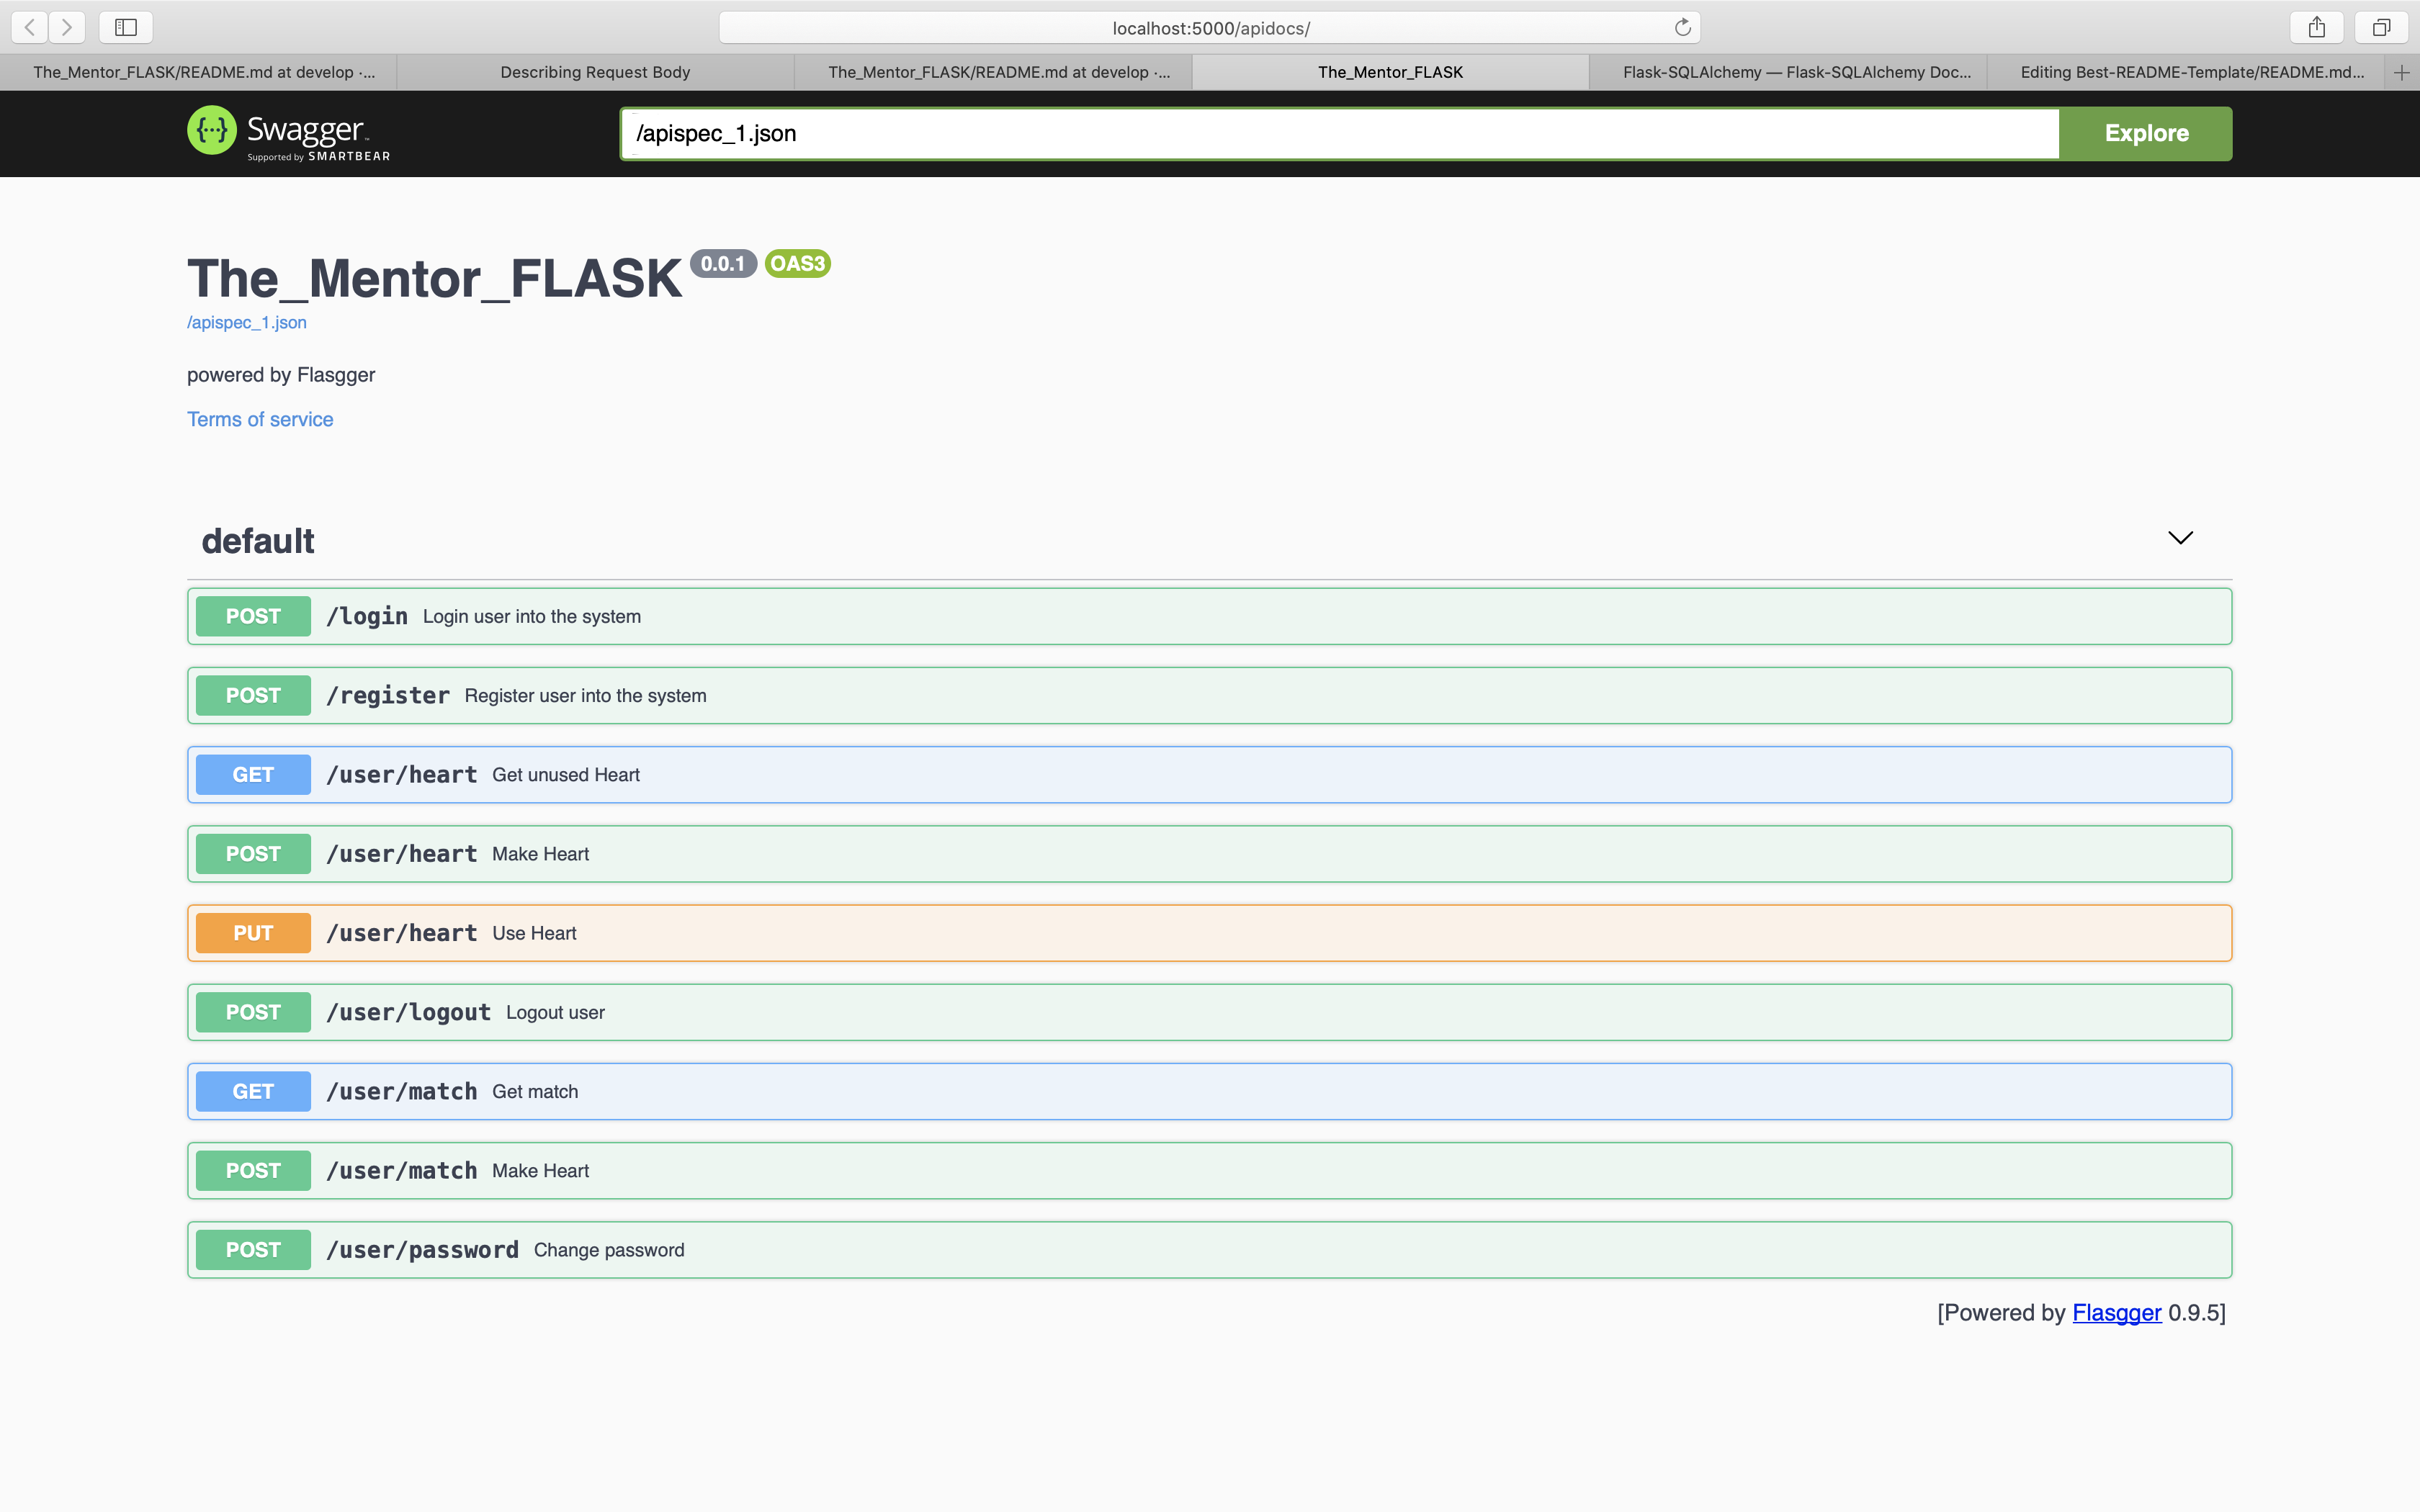 localhost:5000/apidocs/
The_Mentor_FLASK/README.md at develop ·...
Describing Request Body
The_Mentor_FLASK/README.md at develop ·...
The_Mentor_FLASK
Flask-SQLAlchemy — Flask-SQLAlchemy Doc...
Editing Best-README-Template/README.md...
{···} Swagger™
Supported by SMARTBEAR
/apispec_1.json
Explore
The_Mentor_FLASK 0.0.1 OAS3
/apispec_1.json
powered by Flasgger
Terms of service
default
POST /login Login user into the system
POST /register Register user into the system
GET /user/heart Get unused Heart
POST /user/heart Make Heart
PUT /user/heart Use Heart
POST /user/logout Logout user
GET /user/match Get match
POST /user/match Make Heart
POST /user/password Change password
[Powered by Flasgger 0.9.5]